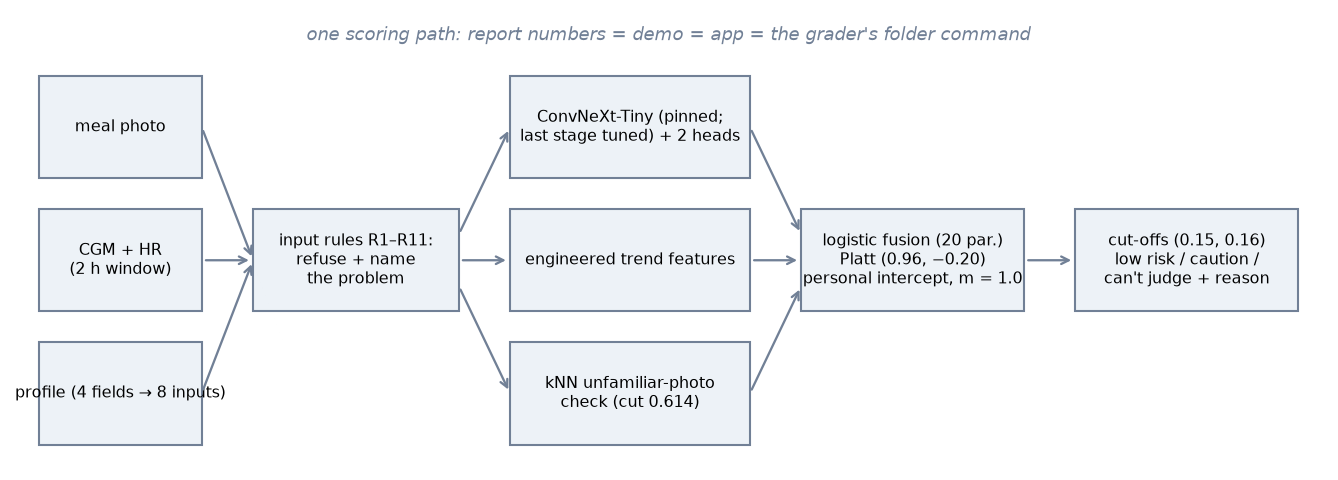 one scoring path: report numbers = demo = app = the grader's folder command
meal photo
CGM + HR
(2 h window)
profile (4 fields → 8 inputs)
input rules R1–R11:
refuse + name
the problem
ConvNeXt-Tiny (pinned;
last stage tuned) + 2 heads
engineered trend features
kNN unfamiliar-photo
check (cut 0.614)
logistic fusion (20 par.)
Platt (0.96, −0.20)
personal intercept, m = 1.0
cut-offs (0.15, 0.16)
low risk / caution /
can't judge + reason